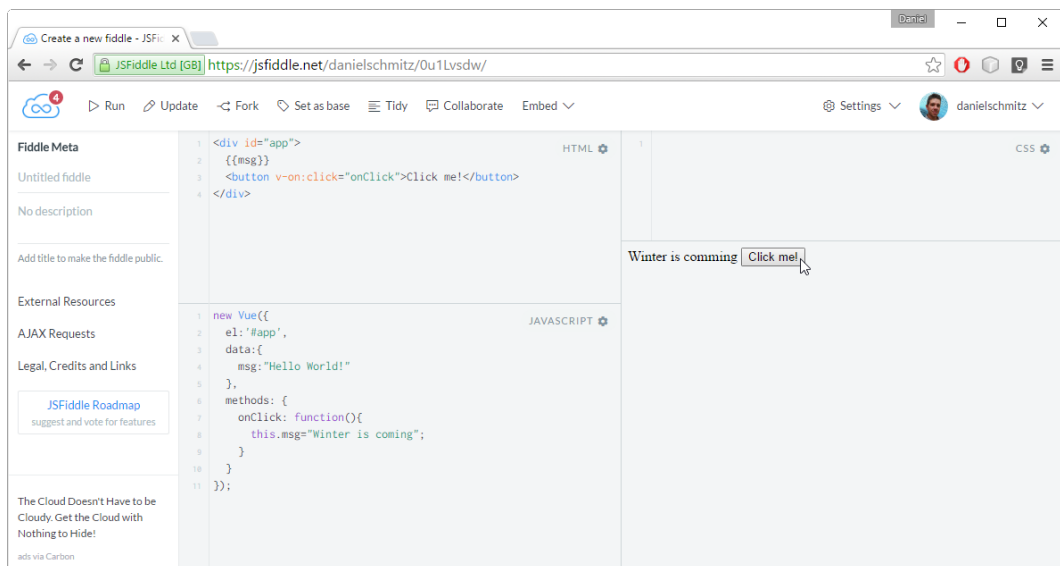 Daniel
Create a new fiddle - JSFid
JSFiddle Ltd [GB] https://jsfiddle.net/danielschmitz/0u1Lvsdw/
4
Run Update Fork Set as base Tidy Collaborate Embed Settings danielschmitz
Fiddle Meta
Untitled fiddle
No description
Add title to make the fiddle public.
External Resources
AJAX Requests
Legal, Credits and Links
JSFiddle Roadmap
suggest and vote for features
The Cloud Doesn't Have to be
Cloudy. Get the Cloud with
Nothing to Hide!
ads via Carbon
HTML
1 <div id="app">
2 {{msg}}
3 <button v-on:click="onClick">Click me!</button>
4 </div>
JAVASCRIPT
1 new Vue({
2 el:'#app',
3 data:{
4 msg:"Hello World!"
5 },
6 methods: {
7 onClick: function(){
8 this.msg="Winter is coming";
9 }
10 }
11 });
1
CSS
Winter is comming Click me!